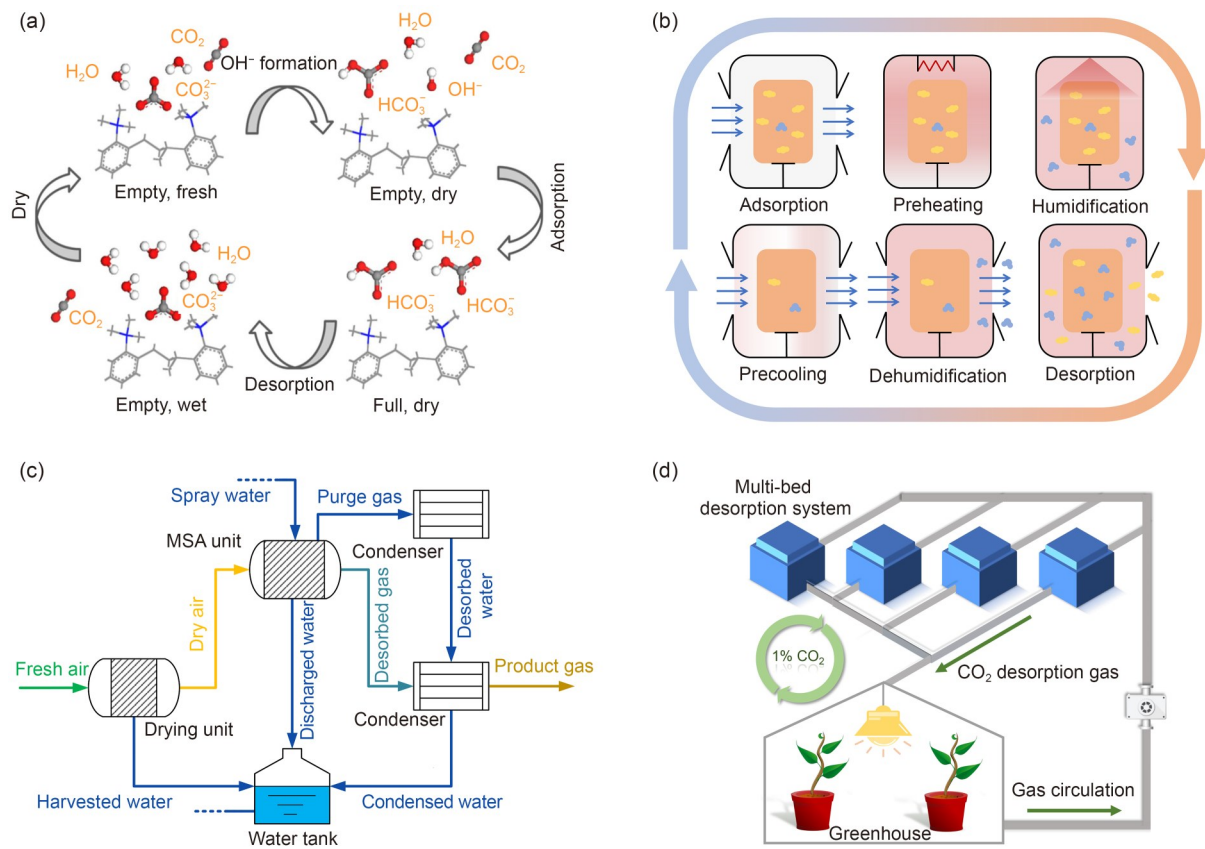 (a)
CO₂
H₂O
CO₃²⁻
OH⁻ formation
H₂O
CO₂
OH⁻
HCO₃⁻
Empty, fresh
Empty, dry
Dry
Adsorption
H₂O
CO₃²⁻
CO₂
H₂O
HCO₃⁻
HCO₃⁻
Desorption
Empty, wet
Full, dry
(b)
Adsorption
Preheating
Humidification
Precooling
Dehumidification
Desorption
(c)
Spray water
Purge gas
MSA unit
Condenser
Dry air
Desorbed gas
Desorbed
water
Fresh air
Discharged water
Product gas
Drying unit
Condenser
Harvested water
Condensed water
Water tank
(d)
Multi-bed
desorption system
1% CO₂
CO₂ desorption gas
Gas circulation
Greenhouse